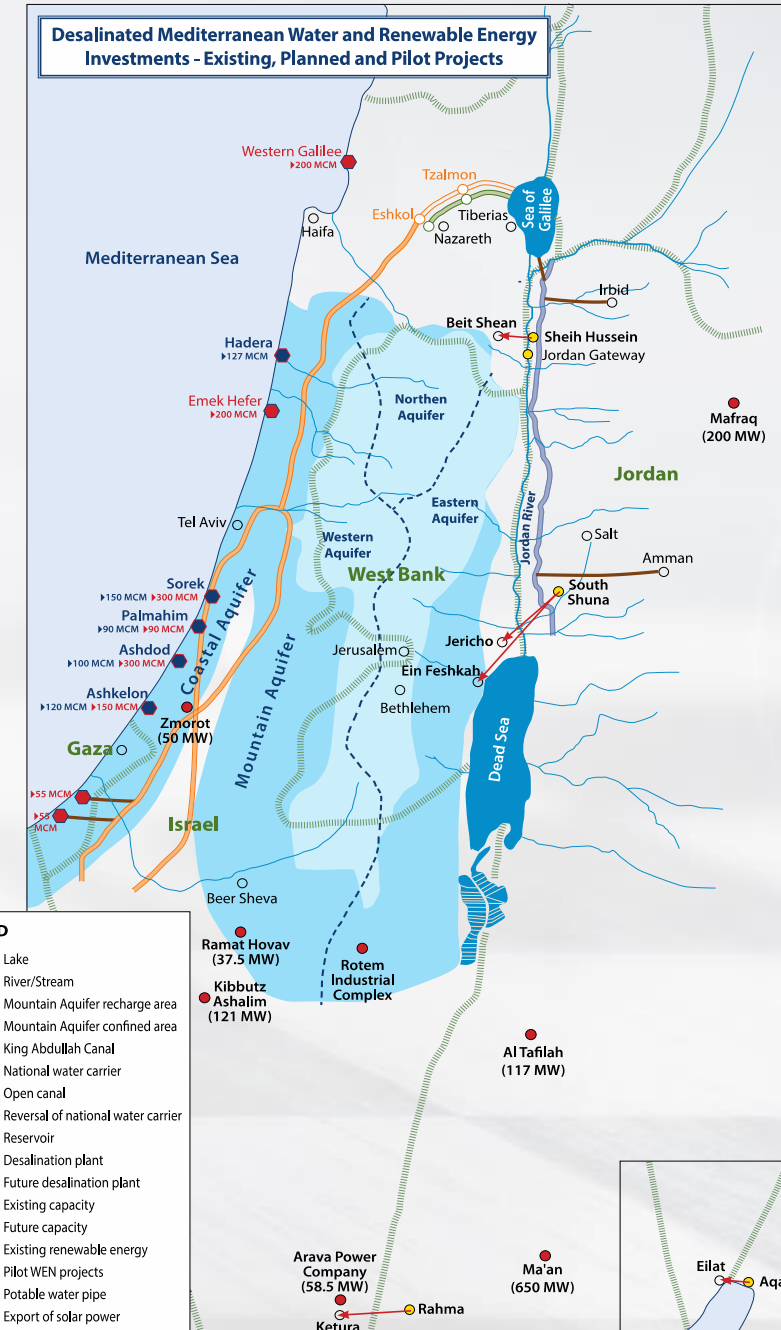 Desalinated Mediterranean Water and Renewable Energy
Investments - Existing, Planned and Pilot Projects
Western Galilee
200 MCM
Tzalmon
Eshkol
Tiberias
Sea of
Galilee
Haifa
Nazareth
Mediterranean Sea
Irbid
Beit Shean
Sheih Hussein
Jordan Gateway
Hadera
127 MCM
Emek Hefer
200 MCM
Northen
Aquifer
Mafraq
(200 MW)
Jordan
Eastern
Aquifer
Tel Aviv
Western
Aquifer
Jordan River
Salt
Amman
West Bank
Sorek
150 MCM 300 MCM
South
Shuna
Palmahim
90 MCM 90 MCM
Coastal Aquifer
Jericho
Jerusalem
Ashdod
100 MCM 300 MCM
Ein Feshkah
Ashkelon
120 MCM 150 MCM
Bethlehem
Mountain Aquifer
Zmorot
(50 MW)
Gaza
Dead Sea
55 MCM
55
MCM
Israel
Beer Sheva
Ramat Hovav
(37.5 MW)
Rotem
Industrial
Complex
Kibbutz
Ashalim
(121 MW)
Al Tafilah
(117 MW)
D
Lake
River/Stream
Mountain Aquifer recharge area
Mountain Aquifer confined area
King Abdullah Canal
National water carrier
Open canal
Reversal of national water carrier
Reservoir
Desalination plant
Future desalination plant
Existing capacity
Future capacity
Existing renewable energy
Pilot WEN projects
Potable water pipe
Export of solar power
Arava Power
Company
(58.5 MW)
Ketura
Rahma
Ma'an
(650 MW)
Eilat
Aqa